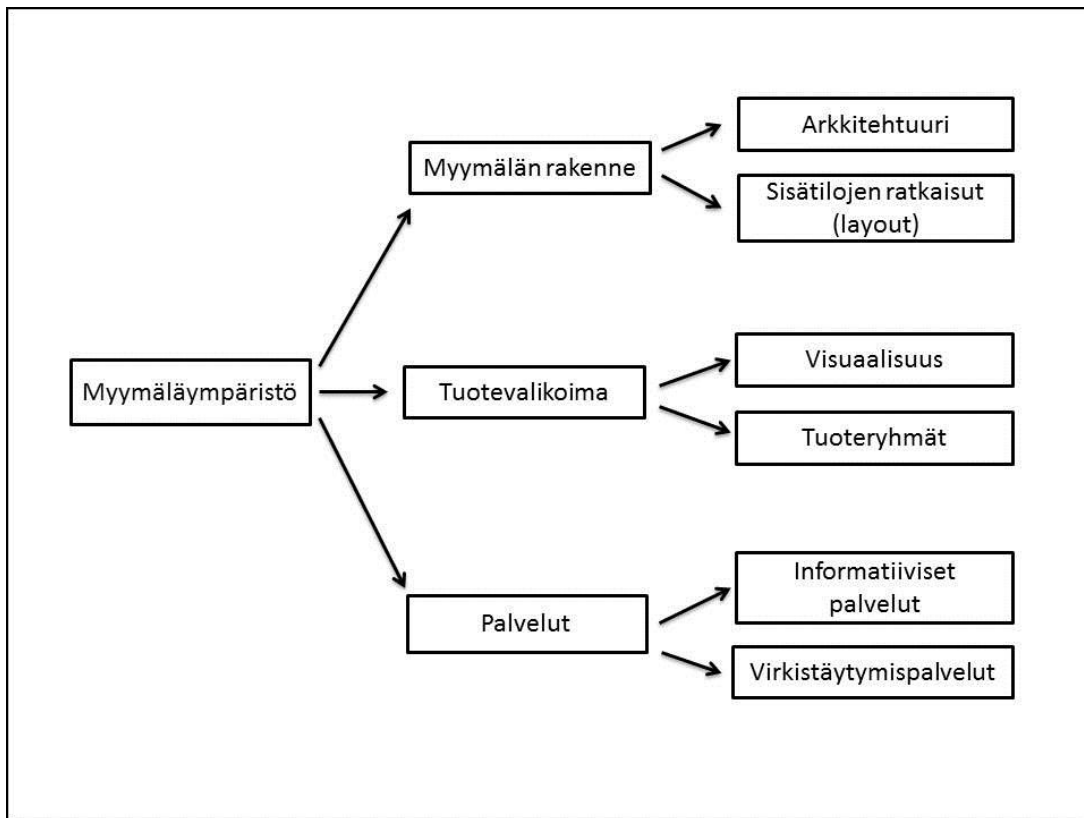 Myymäläympäristö
Myymälän rakenne
Arkkitehtuuri
Sisätilojen ratkaisut
(layout)
Tuotevalikoima
Visuaalisuus
Tuoteryhmät
Palvelut
Informatiiviset
palvelut
Virkistäytymispalvelut